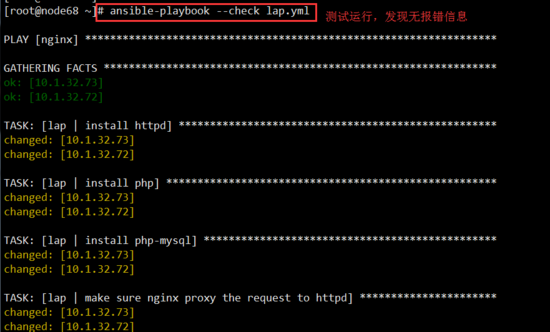 [root@node68 ~]# ansible-playbook --check lap.yml 测试运行，发现无报错信息
PLAY [nginx] ******************************************************************
GATHERING FACTS ***************************************************************
ok: [10.1.32.73]
ok: [10.1.32.72]
TASK: [lap | install httpd] ***************************************************
changed: [10.1.32.73]
changed: [10.1.32.72]
TASK: [lap | install php] *****************************************************
changed: [10.1.32.73]
changed: [10.1.32.72]
TASK: [lap | install php-mysql] ***********************************************
changed: [10.1.32.73]
changed: [10.1.32.72]
TASK: [lap | make sure nginx proxy the request to httpd] **********************
changed: [10.1.32.73]
changed: [10.1.32.72]